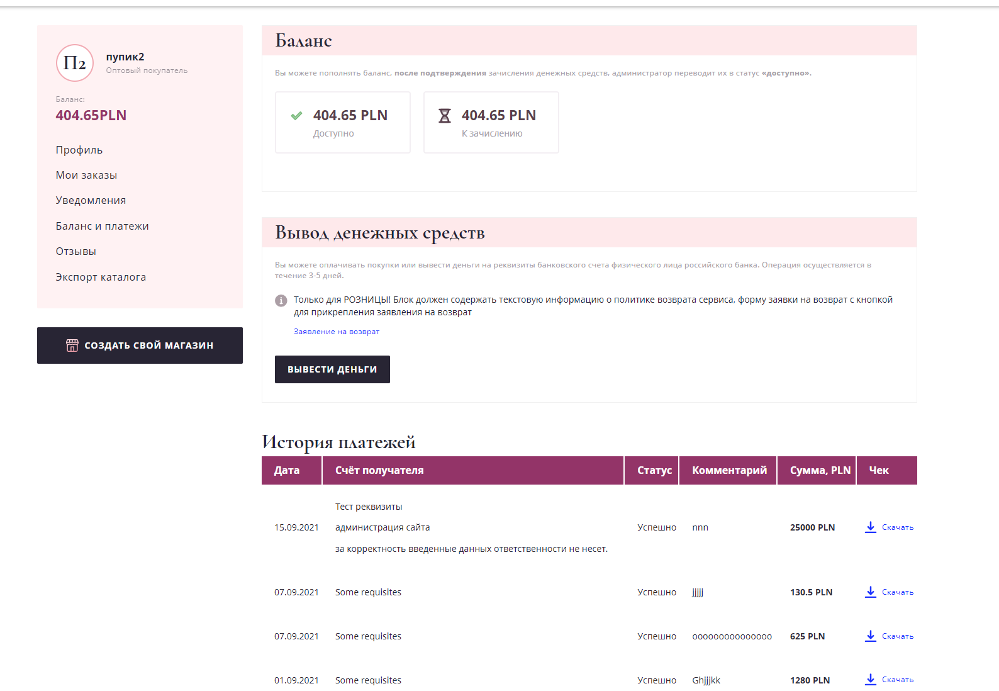 П2
пупик2
Оптовый покупатель
Баланс:
404.65PLN
Профиль
Мои заказы
Уведомления
Баланс и платежи
Отзывы
Экспорт каталога
СОЗДАТЬ СВОЙ МАГАЗИН
Баланс
Вы можете пополнять баланс, после подтверждения зачисления денежных средств, администратор переводит их в статус «доступно».
404.65 PLN
Доступно
404.65 PLN
К зачислению
Вывод денежных средств
Вы можете оплачивать покупки или вывести деньги на реквизиты банковского счета физического лица российского банка. Операция осуществляется в
течение 3-5 дней.
Только для РОЗНИЦЫ! Блок должен содержать текстовую информацию о политике возврата сервиса, форму заявки на возврат с кнопкой
для прикрепления заявления на возврат
Заявление на возврат
ВЫВЕСТИ ДЕНЬГИ
История платежей
Дата Счёт получателя Статус Комментарий Сумма, PLN Чек
Тест реквизиты
15.09.2021 администрация сайта Успешно nnn 25000 PLN Скачать
за корректность введенные данных ответственности не несет.
07.09.2021 Some requisites Успешно jjjjj 130.5 PLN Скачать
07.09.2021 Some requisites Успешно ooooooooooooooo 625 PLN Скачать
01.09.2021 Some requisites Успешно Ghjjjkk 1280 PLN Скачать